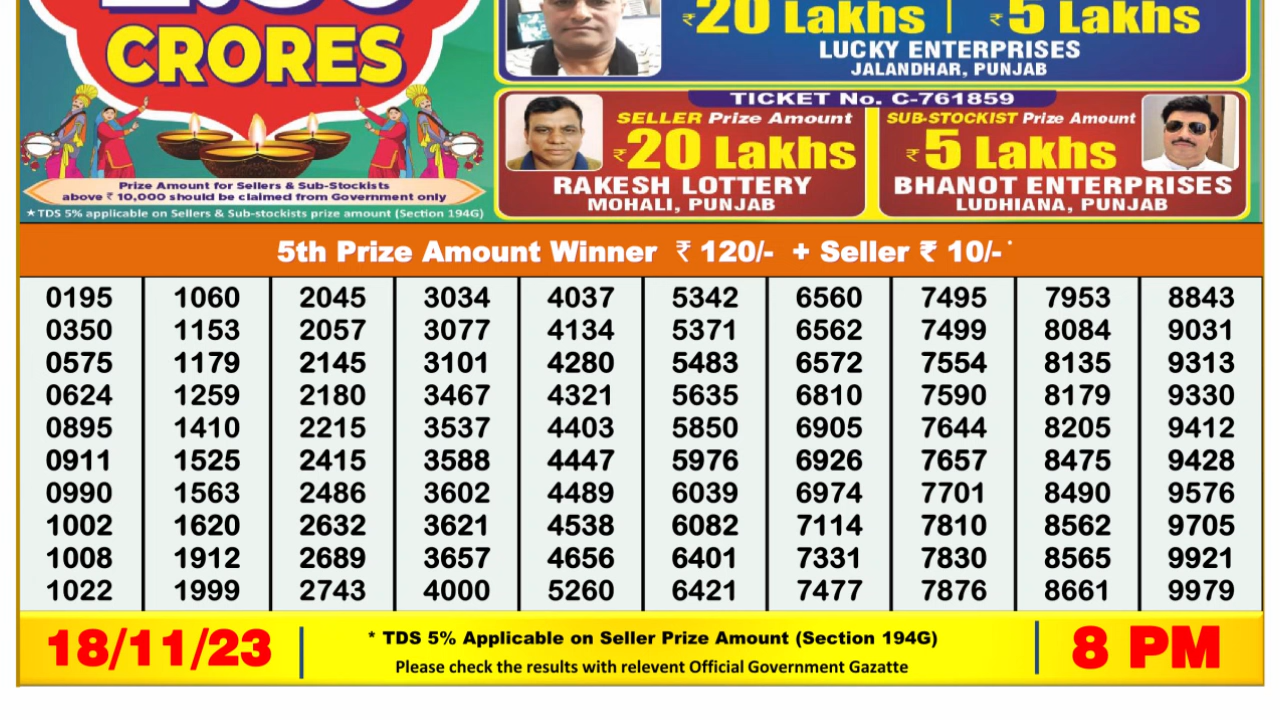 CRORES
Prize Amount for Sellers & Sub-Stockists
above ₹ 10,000 should be claimed from Government only
★TDS 5% applicable on Sellers & Sub-stockists prize amount (Section 194G)
₹20 Lakhs | ₹5 Lakhs
LUCKY ENTERPRISES
JALANDHAR, PUNJAB
TICKET No. C-761859
SELLER Prize Amount
₹20 Lakhs
RAKESH LOTTERY
MOHALI, PUNJAB
SUB-STOCKIST Prize Amount
₹5 Lakhs
BHANOT ENTERPRISES
LUDHIANA, PUNJAB
5th Prize Amount Winner ₹ 120/- + Seller ₹ 10/-*
0195 1060 2045 3034 4037 5342 6560 7495 7953 8843
0350 1153 2057 3077 4134 5371 6562 7499 8084 9031
0575 1179 2145 3101 4280 5483 6572 7554 8135 9313
0624 1259 2180 3467 4321 5635 6810 7590 8179 9330
0895 1410 2215 3537 4403 5850 6905 7644 8205 9412
0911 1525 2415 3588 4447 5976 6926 7657 8475 9428
0990 1563 2486 3602 4489 6039 6974 7701 8490 9576
1002 1620 2632 3621 4538 6082 7114 7810 8562 9705
1008 1912 2689 3657 4656 6401 7331 7830 8565 9921
1022 1999 2743 4000 5260 6421 7477 7876 8661 9979
18/11/23
* TDS 5% Applicable on Seller Prize Amount (Section 194G)
Please check the results with relevent Official Government Gazatte
8 PM